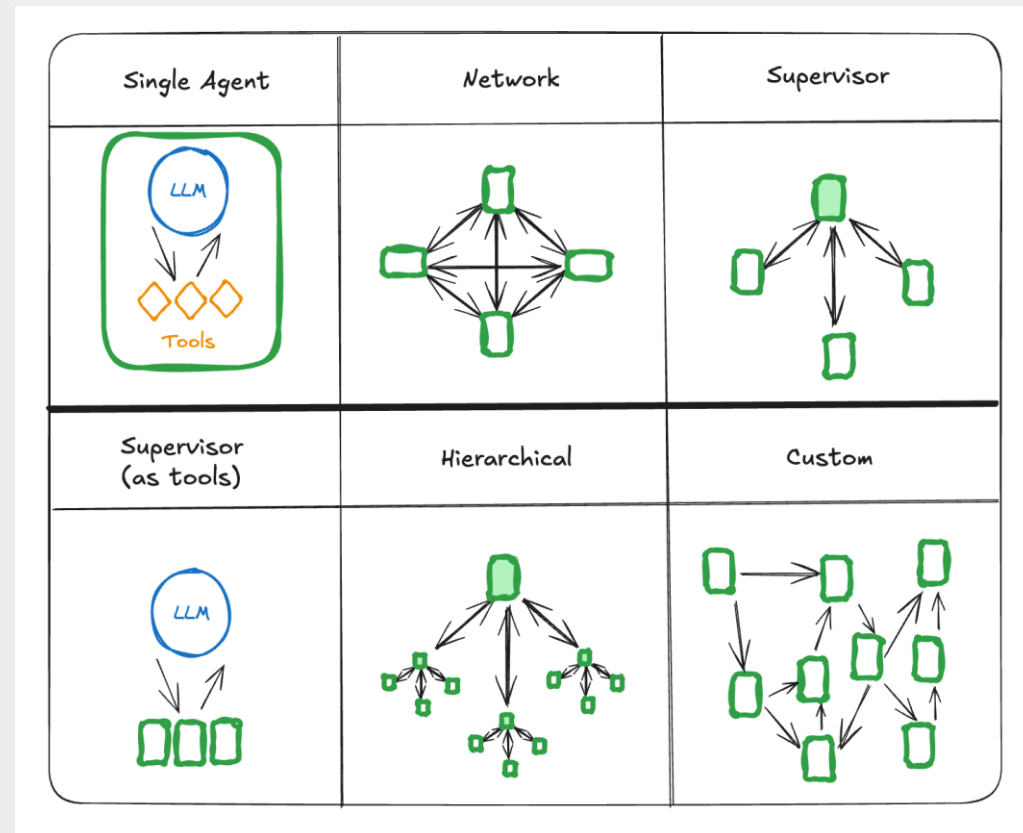 Single Agent
Network
Supervisor
LLM
Tools
Supervisor
(as tools)
Hierarchical
Custom
LLM